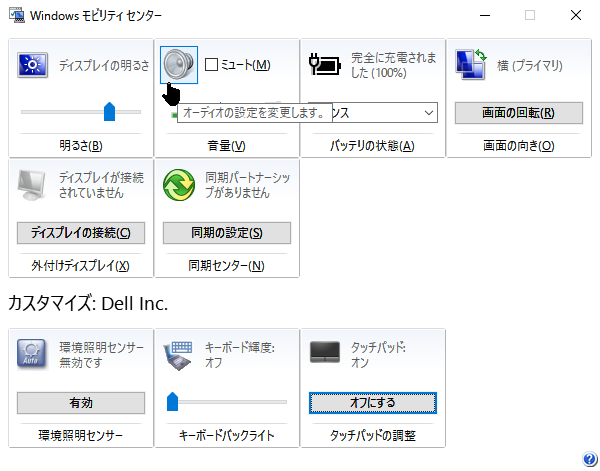 Windows モビリティ センター
ディスプレイの明るさ
明るさ(B)
ミュート(M)
オーディオの設定を変更します。
音量(V)
完全に充電されま
した (100%)
ンス
バッテリの状態(A)
横 (プライマリ)
画面の回転(R)
画面の向き(O)
ディスプレイが接続
されていません
ディスプレイの接続(C)
外付けディスプレイ(X)
同期パートナーシッ
プがありません
同期の設定(S)
同期センター(N)
カスタマイズ: Dell Inc.
環境照明センサー
無効です
有効
環境照明センサー
キーボード輝度:
オフ
キーボードバックライト
タッチパッド:
オン
オフにする
タッチパッドの調整
Auto